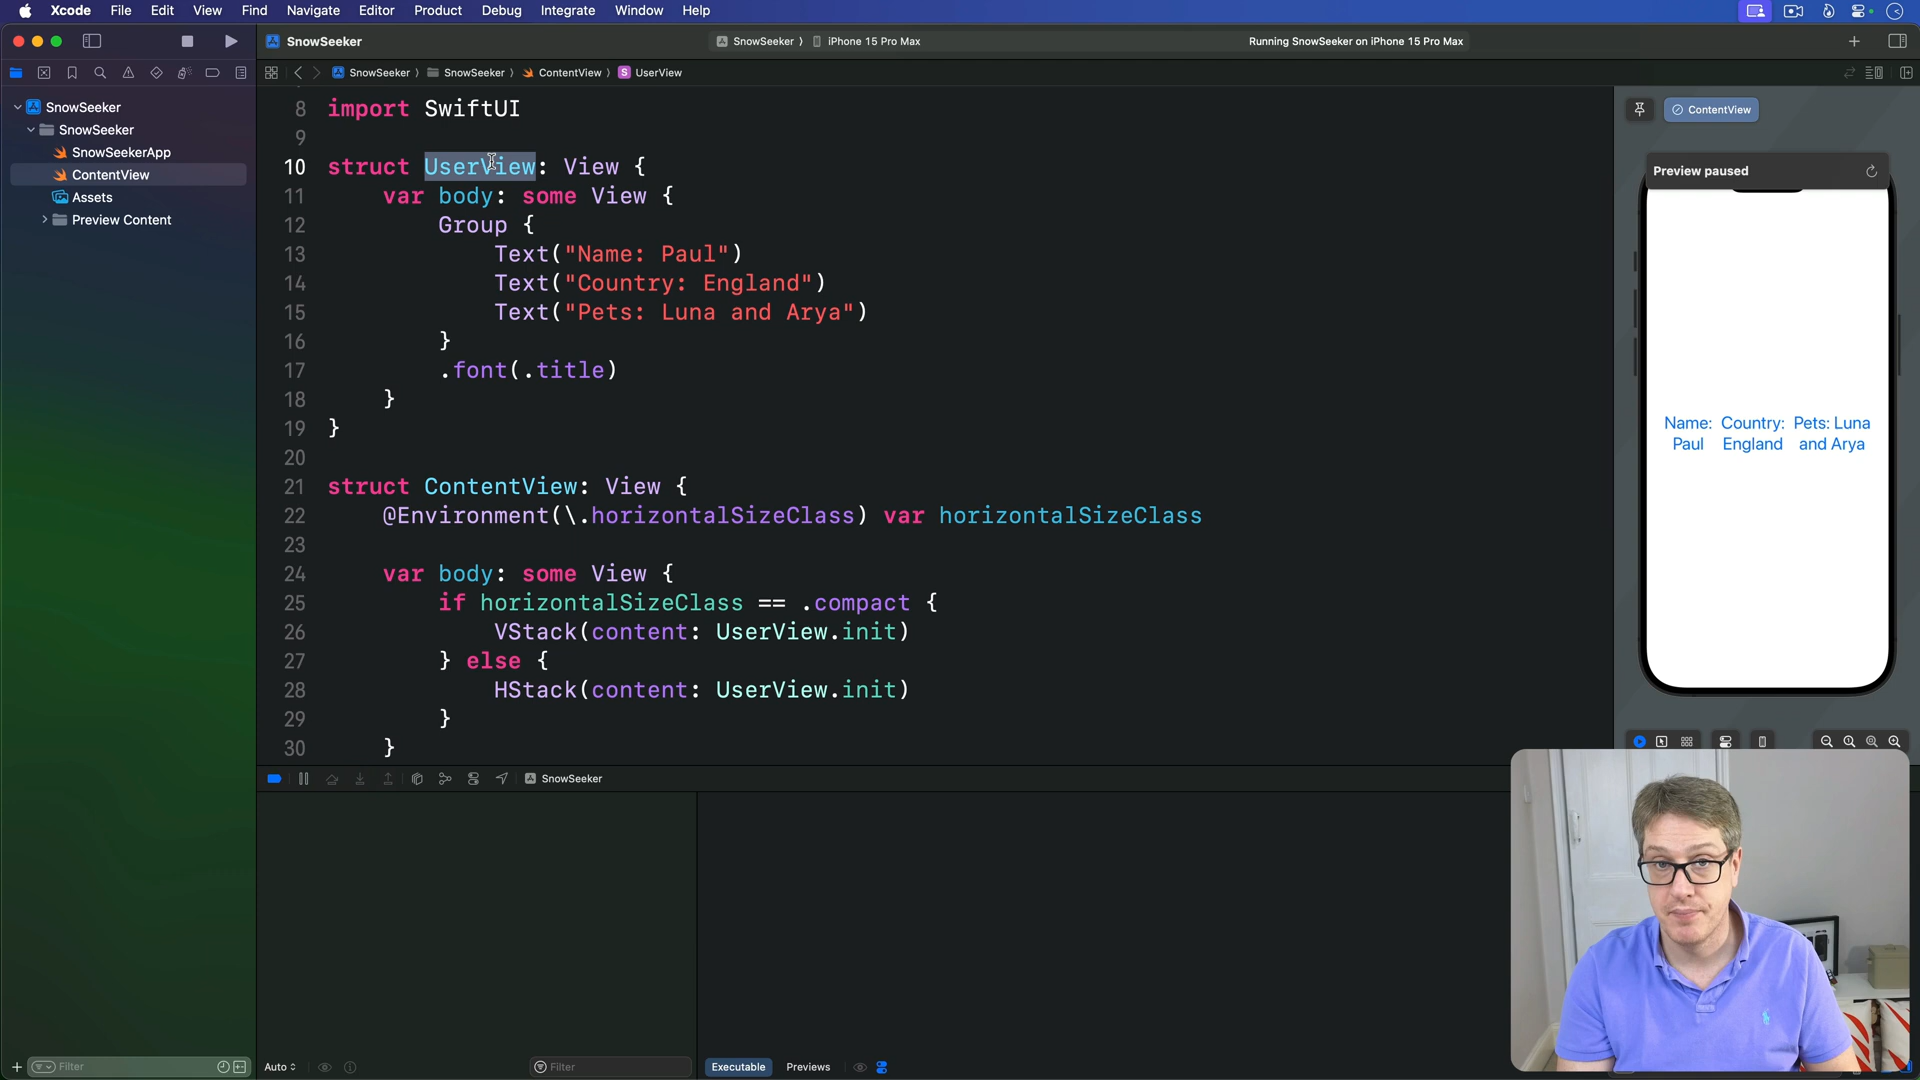 Xcode File Edit View Find Navigate Editor Product Debug Integrate Window Help
SnowSeeker
SnowSeeker 〉 iPhone 15 Pro Max
Running SnowSeeker on iPhone 15 Pro Max
SnowSeeker 〉 SnowSeeker 〉 ContentView 〉 S UserView
SnowSeeker
SnowSeeker
SnowSeekerApp
ContentView
Assets
Preview Content
8 import SwiftUI
9
10 struct UserView: View {
11 var body: some View {
12 Group {
13 Text("Name: Paul")
14 Text("Country: England")
15 Text("Pets: Luna and Arya")
16 }
17 .font(.title)
18 }
19 }
20
21 struct ContentView: View {
22 @Environment(\.horizontalSizeClass) var horizontalSizeClass
23
24 var body: some View {
25 if horizontalSizeClass == .compact {
26 VStack(content: UserView.init)
27 } else {
28 HStack(content: UserView.init)
29 }
30 }
ContentView
Preview paused
Name: Country: Pets: Luna
Paul England and Arya
SnowSeeker
Filter
Auto
Filter
Executable Previews